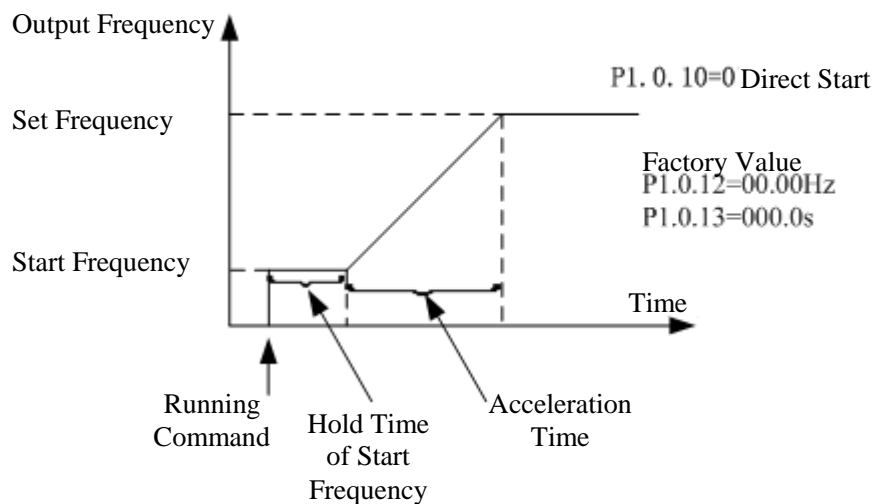 Output Frequency
P1. 0. 10=0 Direct Start
Set Frequency
Factory Value
P1.0.12=00.00Hz
P1.0.13=000.0s
Start Frequency
Time
Running
Command
Hold Time
of Start
Frequency
Acceleration
Time